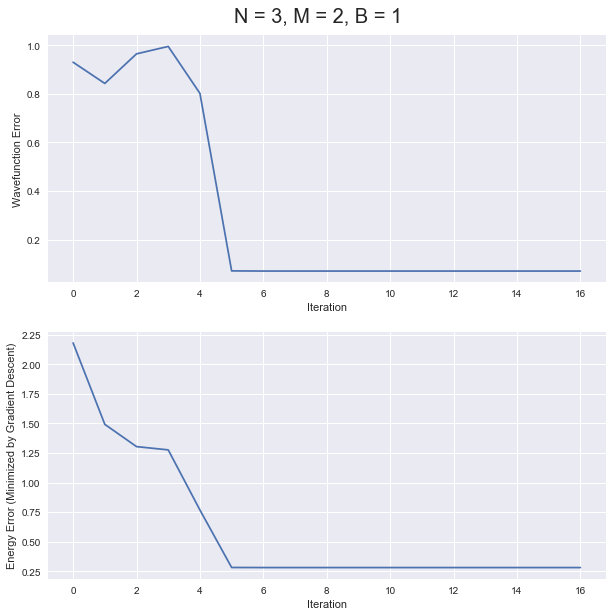 N = 3, M = 2, B = 1
1.0
0.8
0.6
0.4
0.2
Wavefunction Error
0 2 4 6 8 10 12 14 16
Iteration
2.25
2.00
1.75
1.50
1.25
1.00
0.75
0.50
0.25
Energy Error (Minimized by Gradient Descent)
0 2 4 6 8 10 12 14 16
Iteration